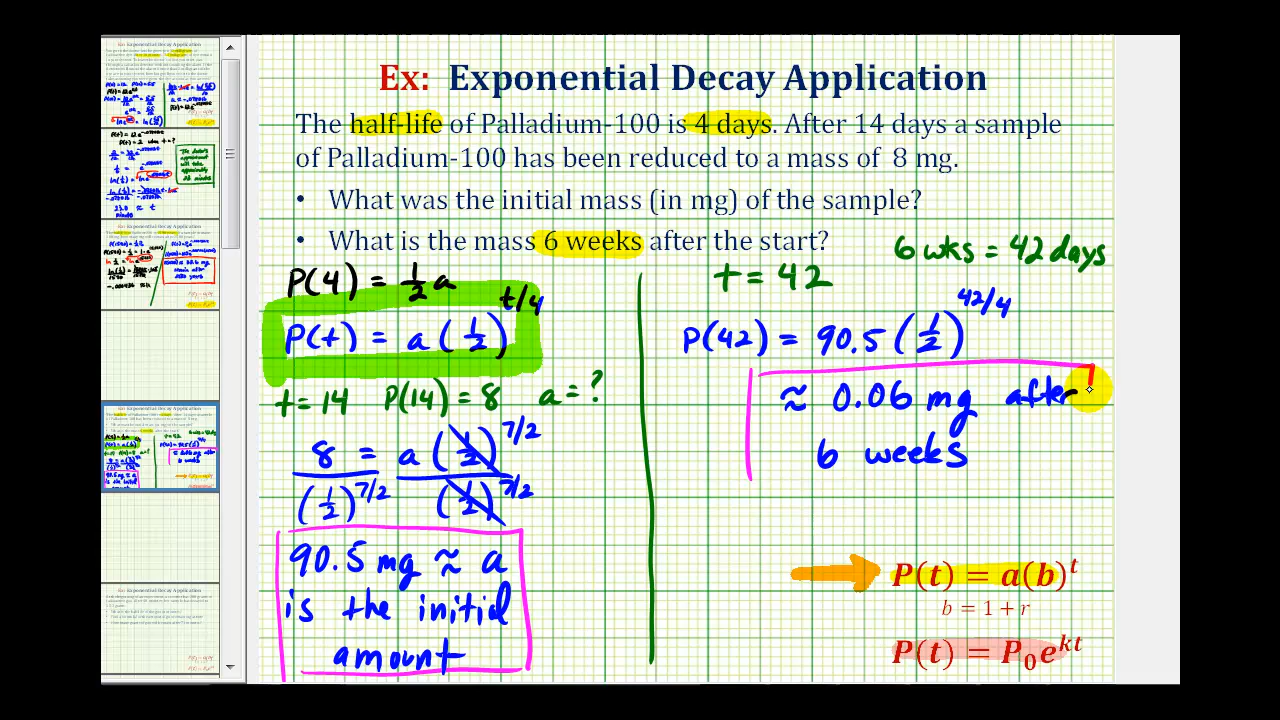 Ex: Exponential Decay Application
The half-life of Palladium-100 is 4 days. After 14 days a sample
of Palladium-100 has been reduced to a mass of 8 mg.
• What was the initial mass (in mg) of the sample?
• What is the mass 6 weeks after the start?
6 wks = 42 days
P(4) = 1/2 a
P(t) = a (1/2)^t/4
t = 14 P(14) = 8 a = ?
8 = a (1/2)^7/2
(1/2)^7/2 (1/2)^7/2
90.5 mg ≈ a
is the initial
amount
t = 42
P(42) = 90.5 (1/2)^42/4
≈ 0.06 mg after
6 weeks
P(t) = a(b)^t
b = 1 + r
P(t) = P₀e^kt